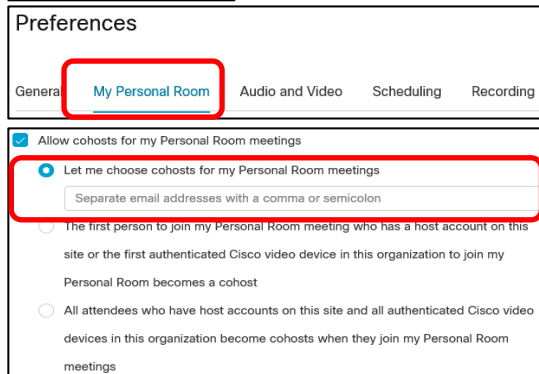 Preferences
General My Personal Room Audio and Video Scheduling Recording
Allow cohosts for my Personal Room meetings
Let me choose cohosts for my Personal Room meetings
Separate email addresses with a comma or semicolon
The first person to join my Personal Room meeting who has a host account on this
site or the first authenticated Cisco video device in this organization to join my
Personal Room becomes a cohost
All attendees who have host accounts on this site and all authenticated Cisco video
devices in this organization become cohosts when they join my Personal Room
meetings